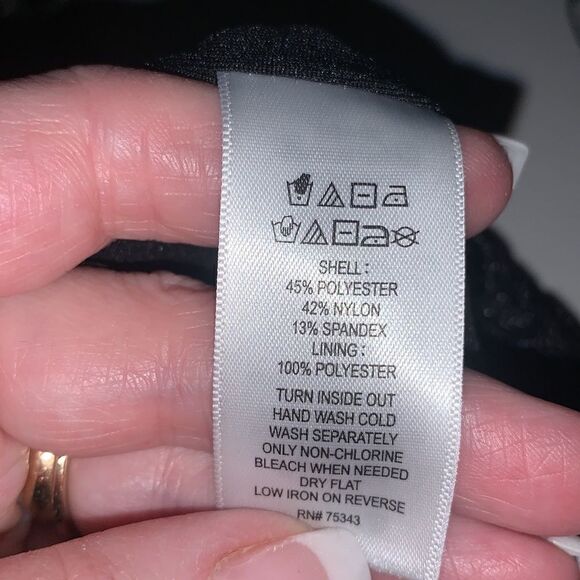 SHELL:
45% POLYESTER
42% NYLON
13% SPANDEX
LINING:
100% POLYESTER
TURN INSIDE OUT
HAND WASH COLD
WASH SEPARATELY
ONLY NON-CHLORINE
BLEACH WHEN NEEDED
DRY FLAT
LOW IRON ON REVERSE
RN# 75343